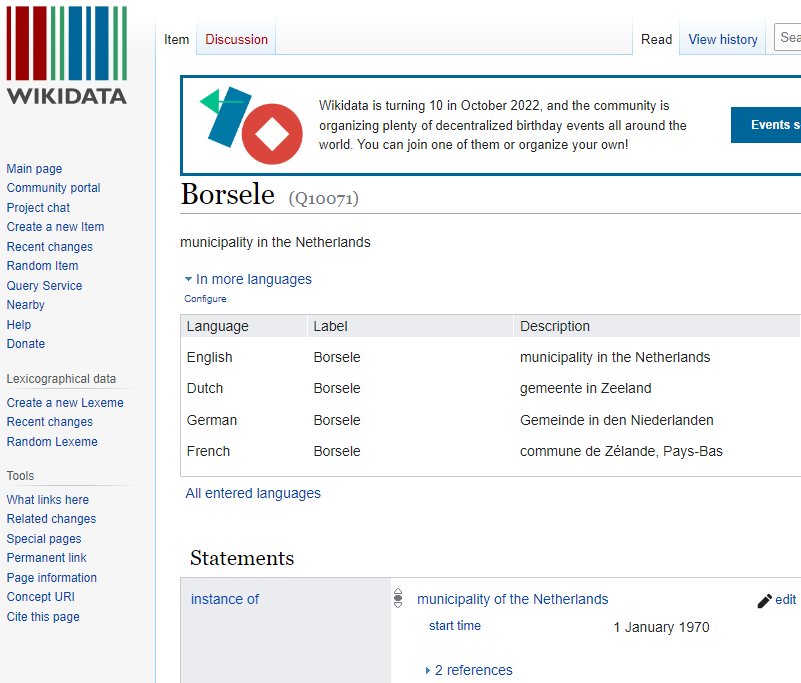 WIKIDATA
Item
Discussion
Read
View history
Wikidata is turning 10 in October 2022, and the community is
organizing plenty of decentralized birthday events all around the
world. You can join one of them or organize your own!
Events s
Borsele (Q10071)
municipality in the Netherlands
In more languages
Configure
Language Label Description
English Borsele municipality in the Netherlands
Dutch Borsele gemeente in Zeeland
German Borsele Gemeinde in den Niederlanden
French Borsele commune de Zélande, Pays-Bas
All entered languages
Statements
instance of
municipality of the Netherlands
edit
start time 1 January 1970
2 references
Main page
Community portal
Project chat
Create a new Item
Recent changes
Random Item
Query Service
Nearby
Help
Donate
Lexicographical data
Create a new Lexeme
Recent changes
Random Lexeme
Tools
What links here
Related changes
Special pages
Permanent link
Page information
Concept URI
Cite this page